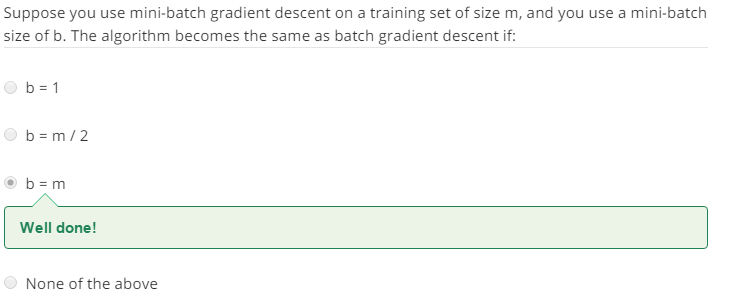 Suppose you use mini-batch gradient descent on a training set of size m, and you use a mini-batch
size of b. The algorithm becomes the same as batch gradient descent if:
b = 1
b = m / 2
b = m
Well done!
None of the above